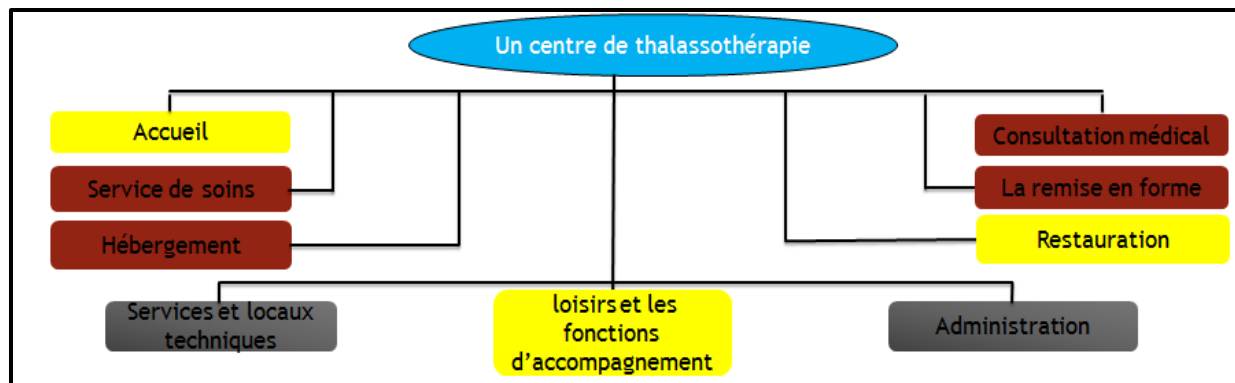 Un centre de thalassothérapie
Accueil
Service de soins
Hébergement
Consultation médical
La remise en forme
Restauration
Services et locaux
techniques
loisirs et les
fonctions
d'accompagnement
Administration